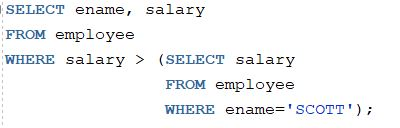 SELECT ename, salary
FROM employee
WHERE salary > (SELECT salary
FROM employee
WHERE ename='SCOTT');